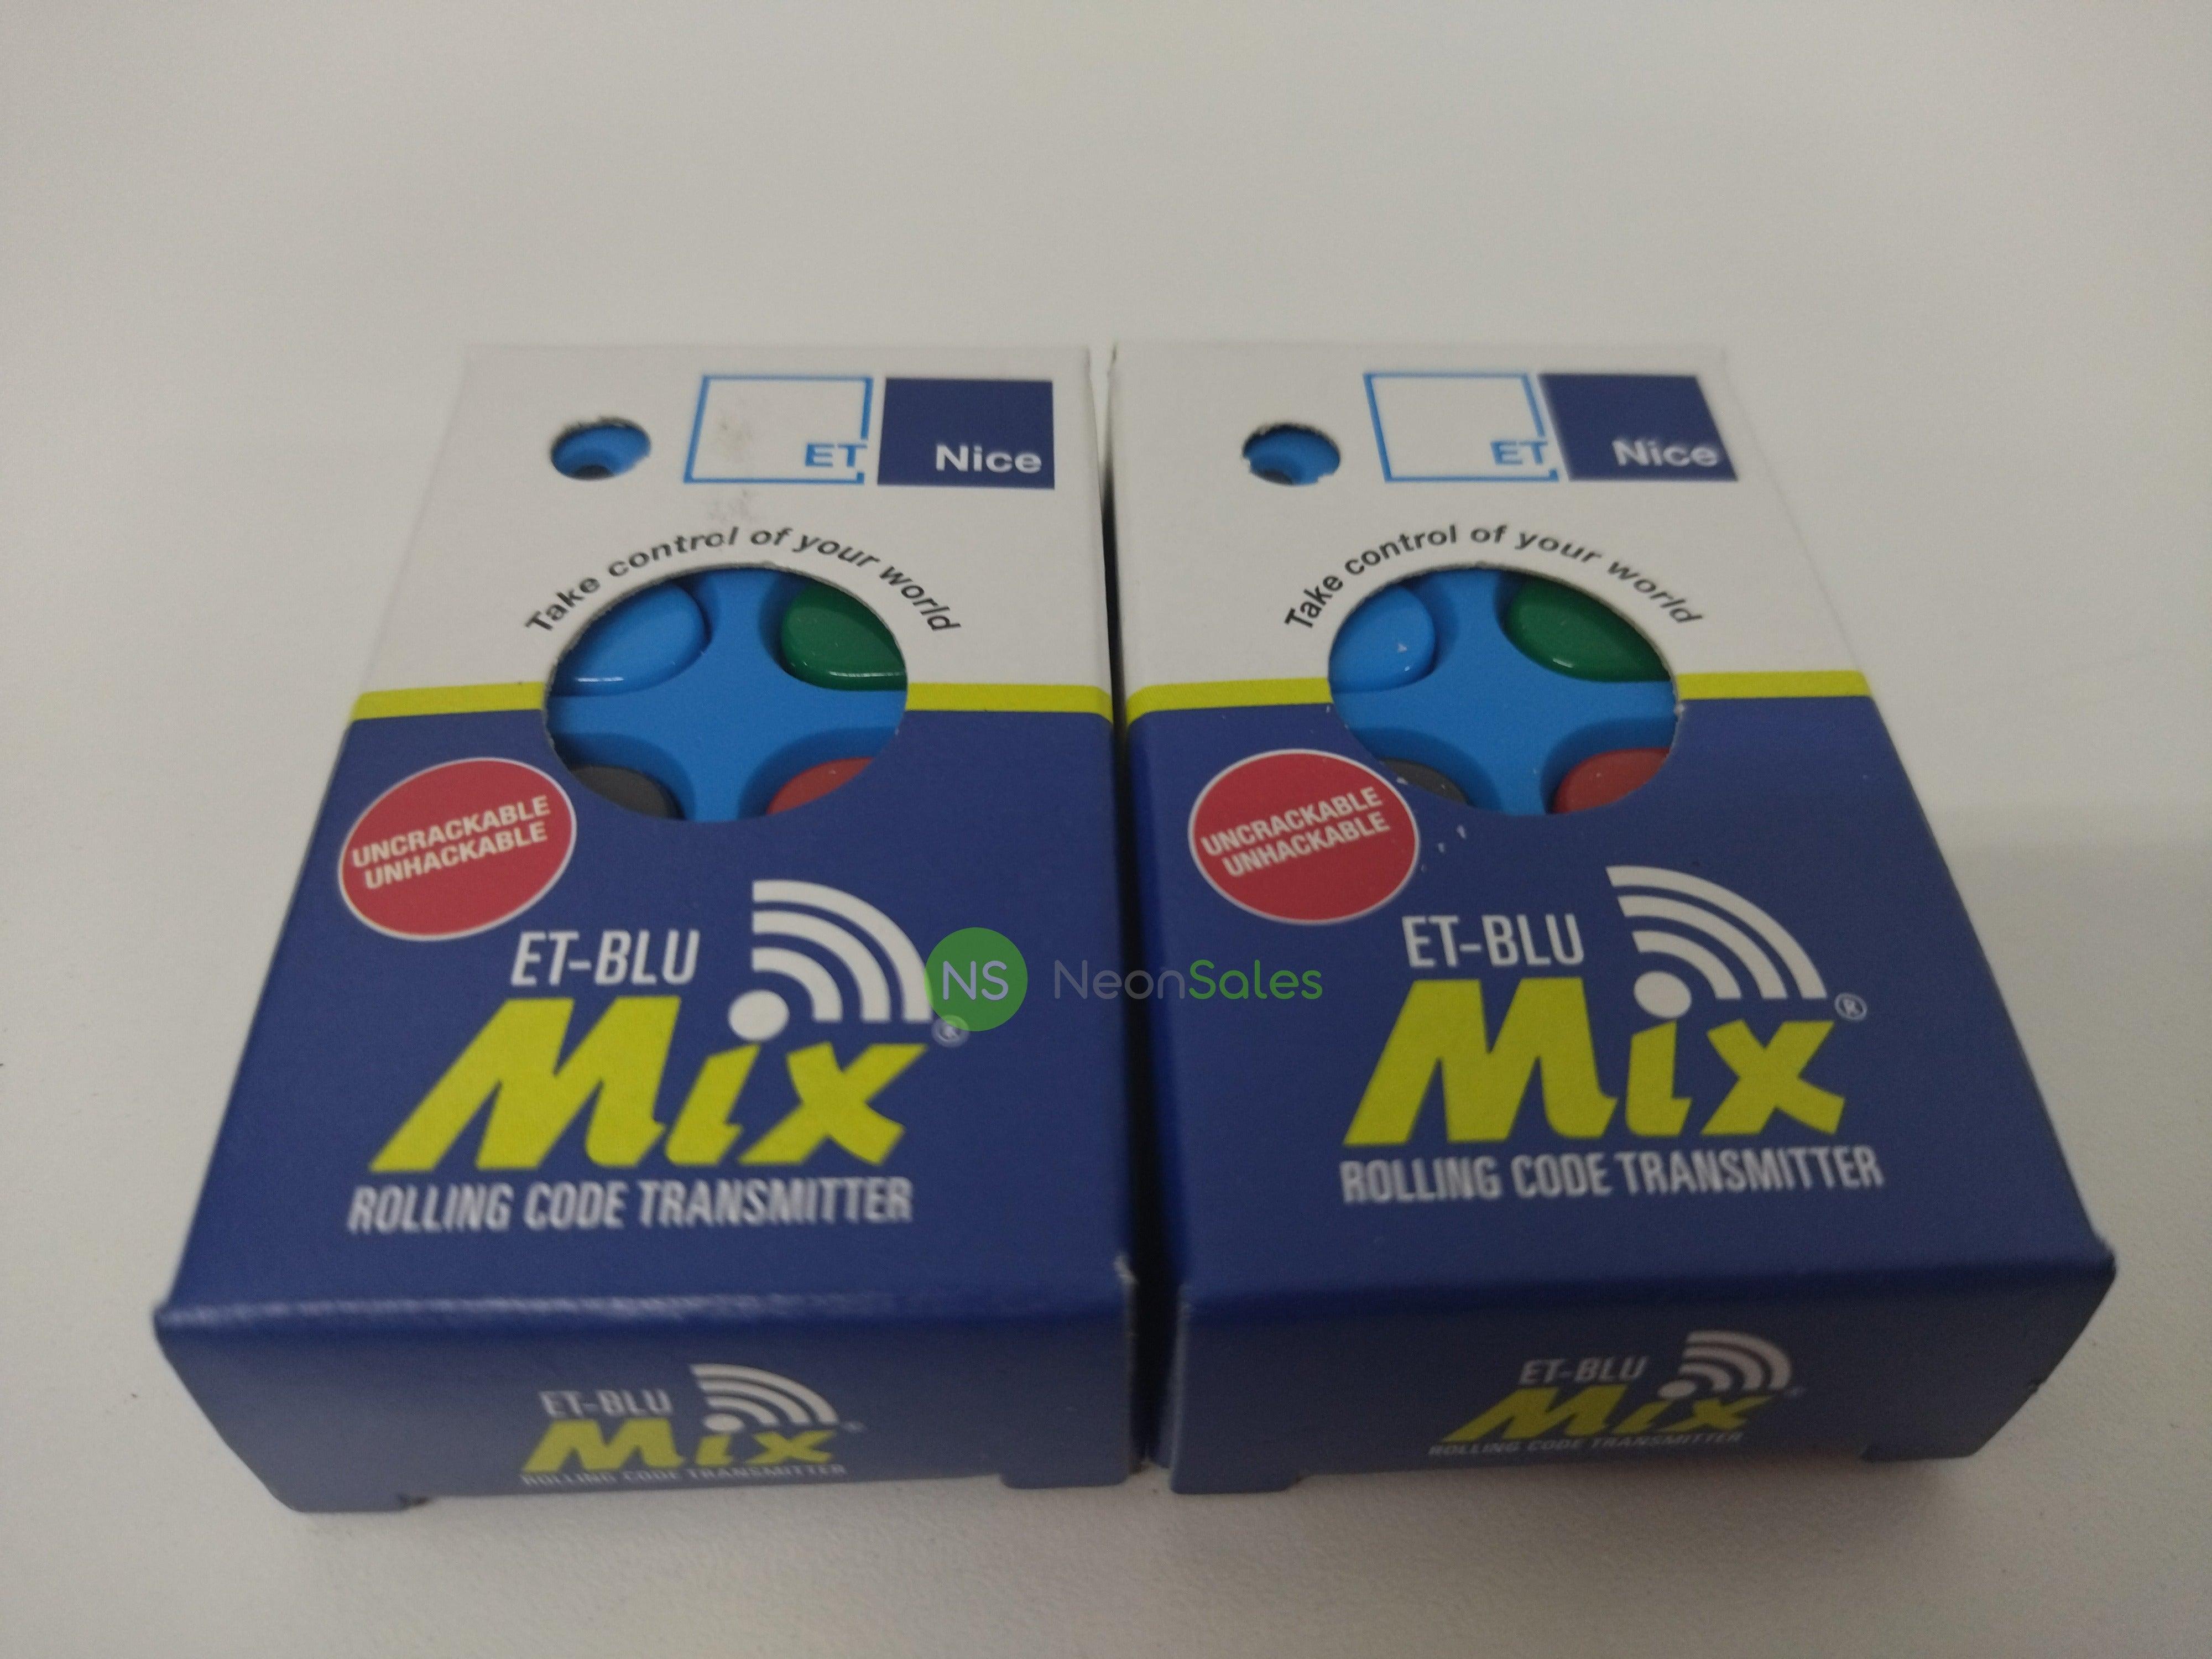 ET
Nice
Take control of your world
UNCRACKABLE
UNHACKABLE
ET-BLU
Mix®
ROLLING CODE TRANSMITTER
ET-BLU
Mix
ROLLING CODE TRANSMITTER
ET
Nice
Take control of your world
UNCRACKABLE
UNHACKABLE
ET-BLU
Mix®
ROLLING CODE TRANSMITTER
ET-BLU
Mix
ROLLING CODE TRANSMITTER
NS NeonSales